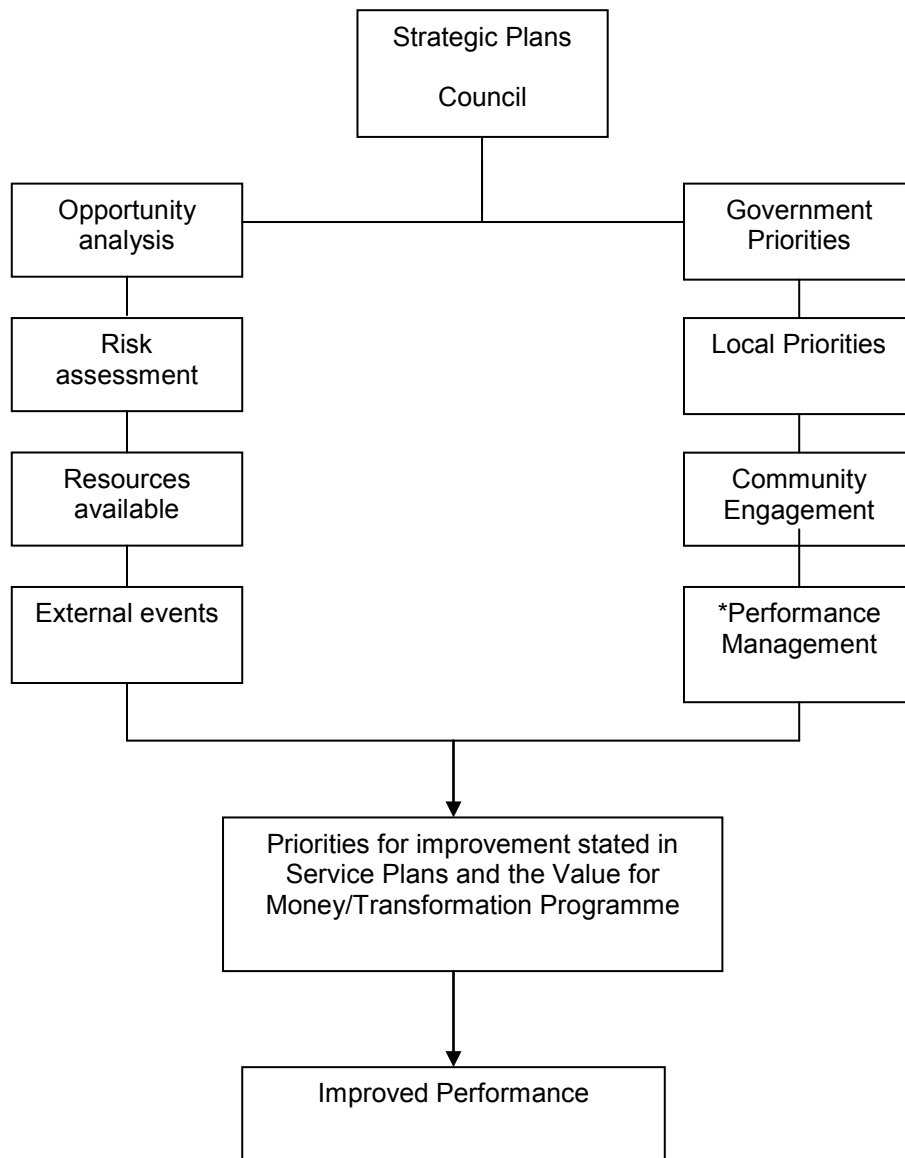 Strategic Plans
Council
Opportunity
analysis
Government
Priorities
Risk
assessment
Local Priorities
Resources
available
Community
Engagement
External events
*Performance
Management
Priorities for improvement stated in
Service Plans and the Value for
Money/Transformation Programme
Improved Performance